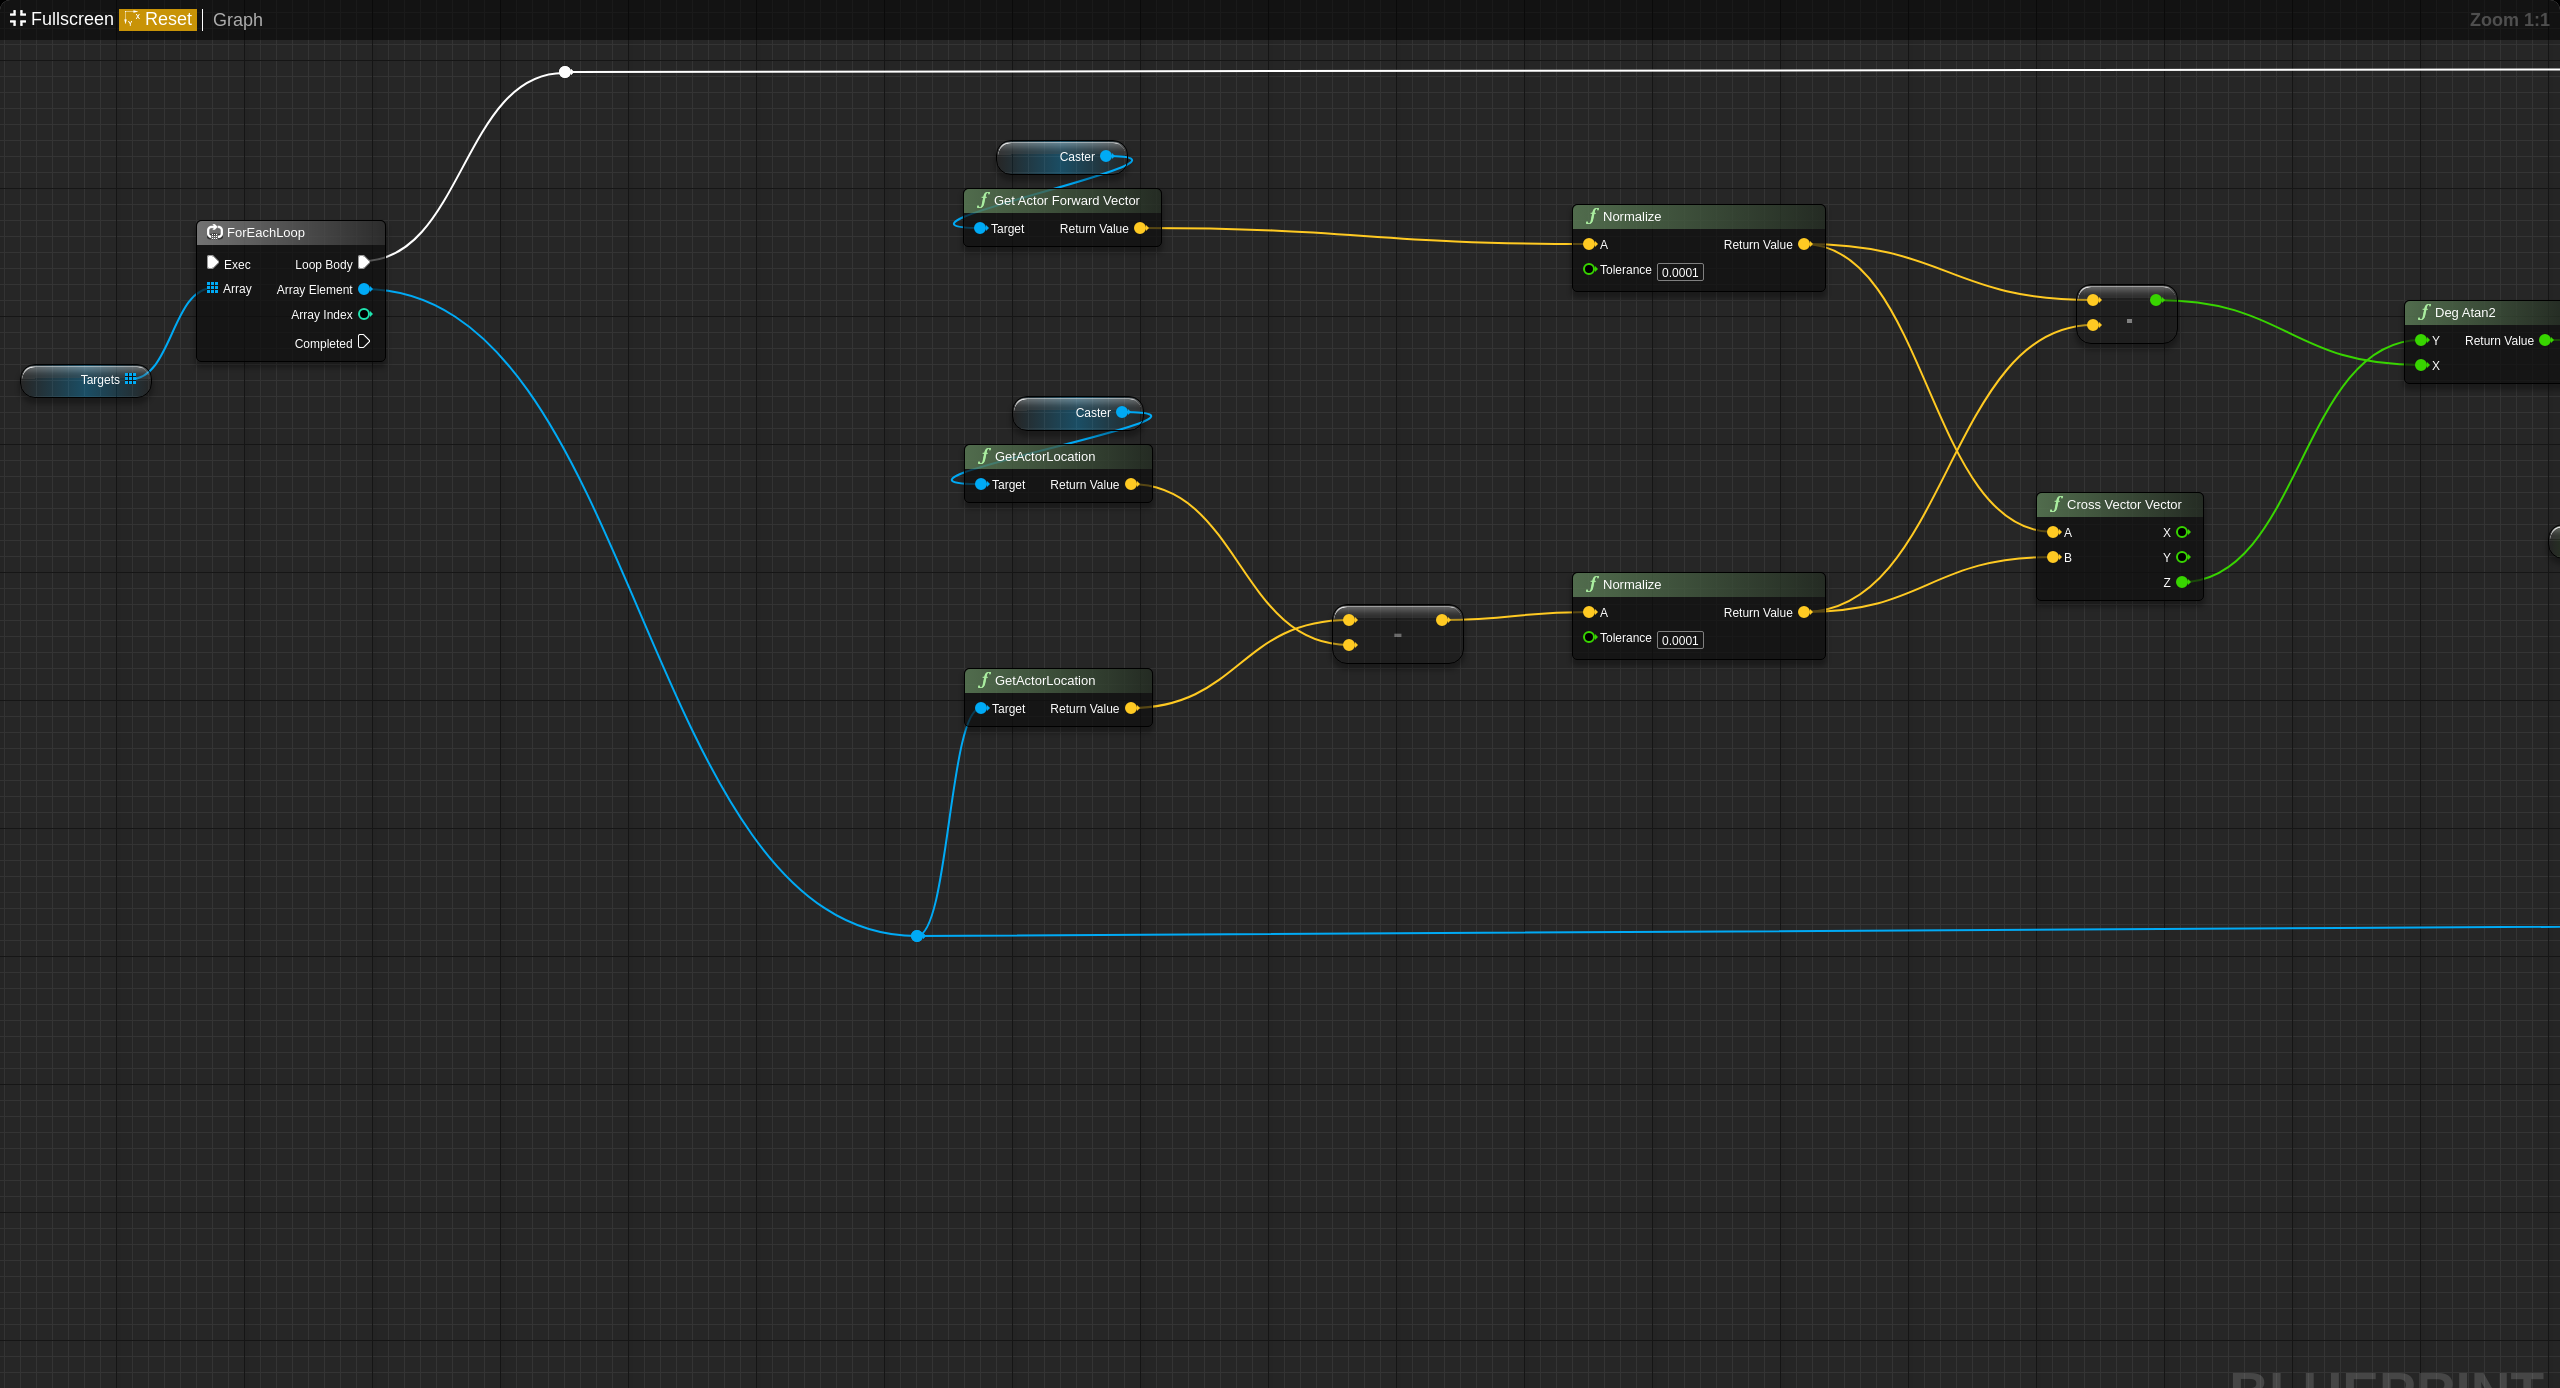 Fullscreen Reset Graph Zoom 1:1
Caster
Get Actor Forward Vector
Target Return Value
Normalize
A Return Value
Tolerance 0.0001
ForEachLoop
Exec Loop Body
Array Array Element
Array Index
Completed
Targets
-
Deg Atan2
Y Return Value
X
Caster
GetActorLocation
Target Return Value
Cross Vector Vector
A X
B Y
Z
Normalize
A Return Value
Tolerance 0.0001
-
GetActorLocation
Target Return Value
BLUEPRINT